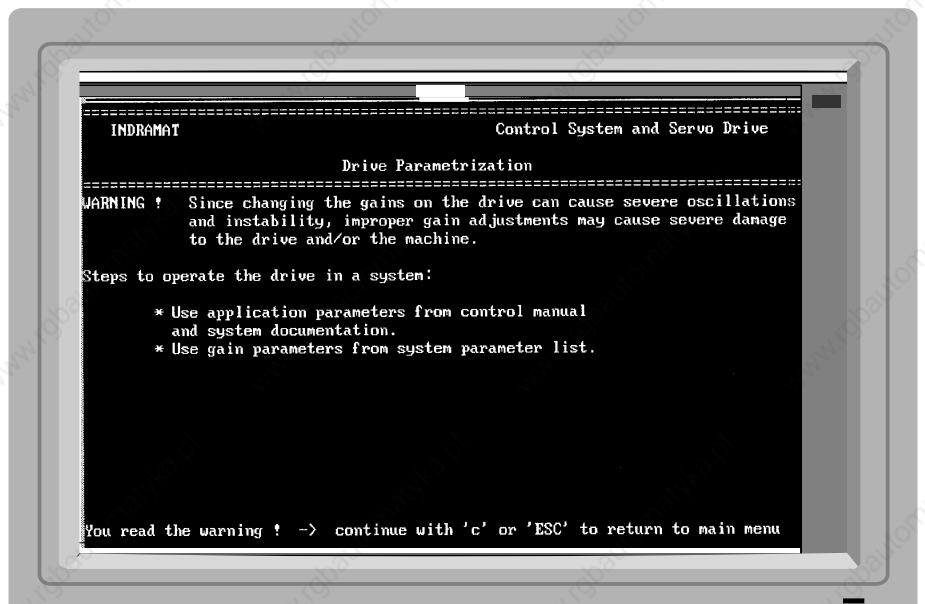 INDRAMAT Control System and Servo Drive
Drive Parametrization
WARNING ! Since changing the gains on the drive can cause severe oscillations
and instability, improper gain adjustments may cause severe damage
to the drive and/or the machine.
Steps to operate the drive in a system:
* Use application parameters from control manual
and system documentation.
* Use gain parameters from system parameter list.
You read the warning ! -> continue with 'c' or 'ESC' to return to main menu